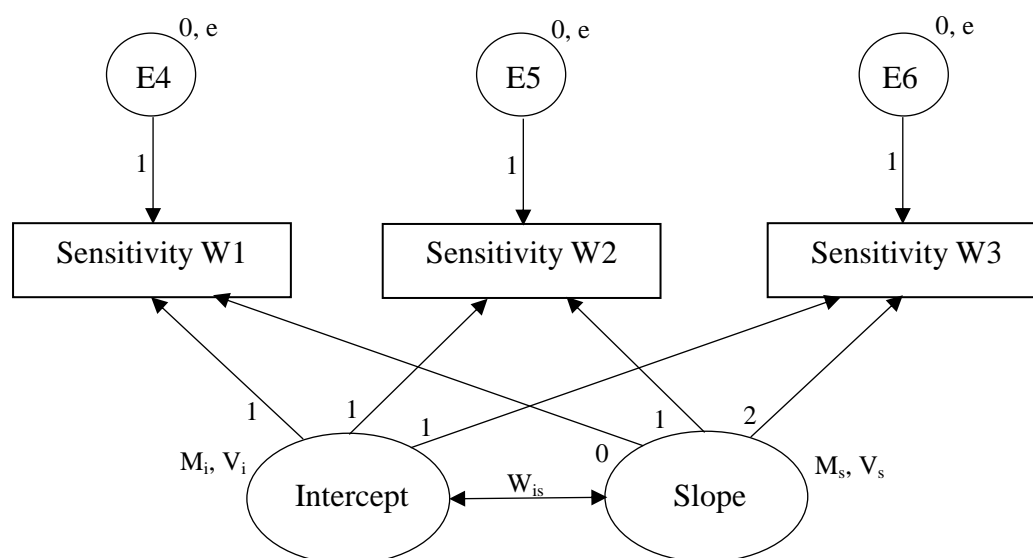 0, e
0, e
0, e
E4
E5
E6
1
1
1
Sensitivity W1
Sensitivity W2
Sensitivity W3
1
1
1
0
1
2
Mi, Vi
Intercept
Wis
Slope
Ms, Vs